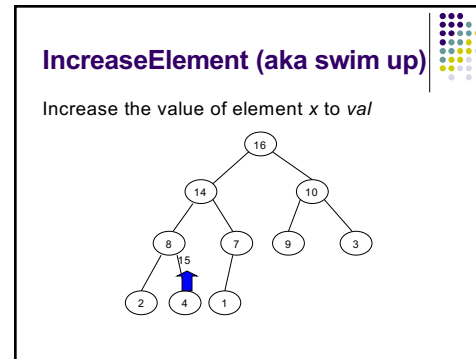 IncreaseElement (aka swim up)
Increase the value of element x to val
16
14 10
8 7 9 3
15
2 4 1